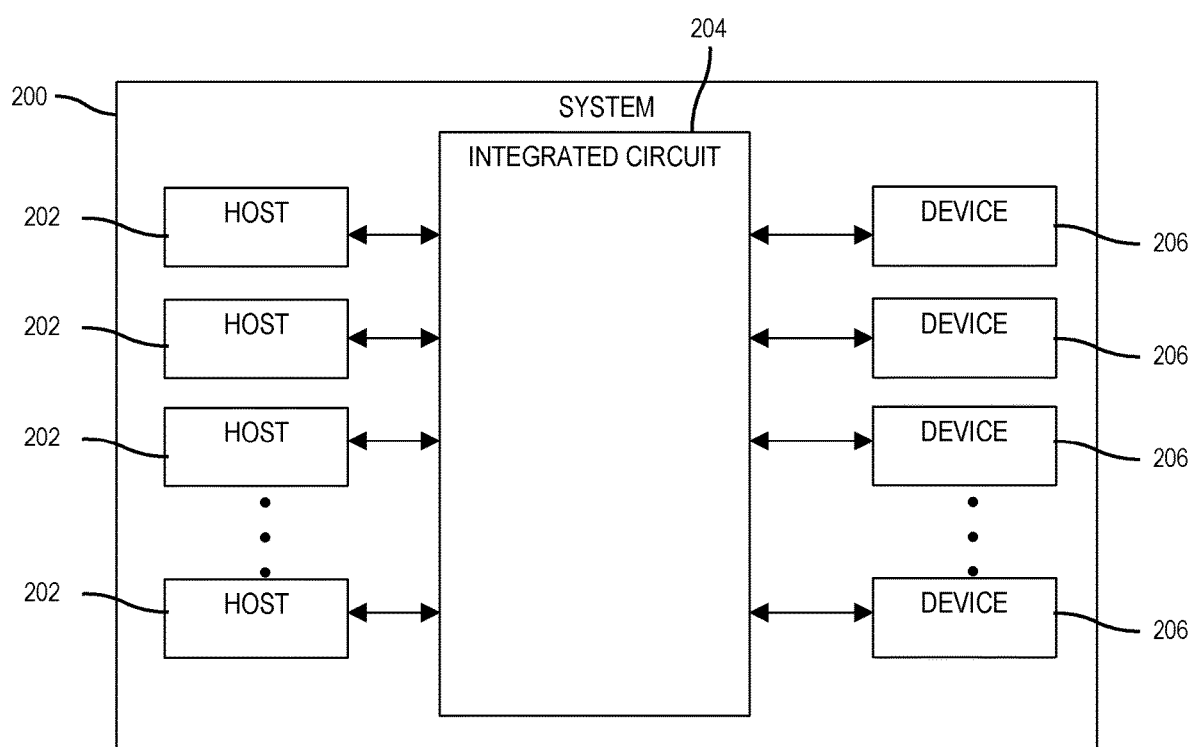 204
200
SYSTEM
INTEGRATED CIRCUIT
202 HOST DEVICE 206
202 HOST DEVICE 206
202 HOST DEVICE 206
202 HOST DEVICE 206